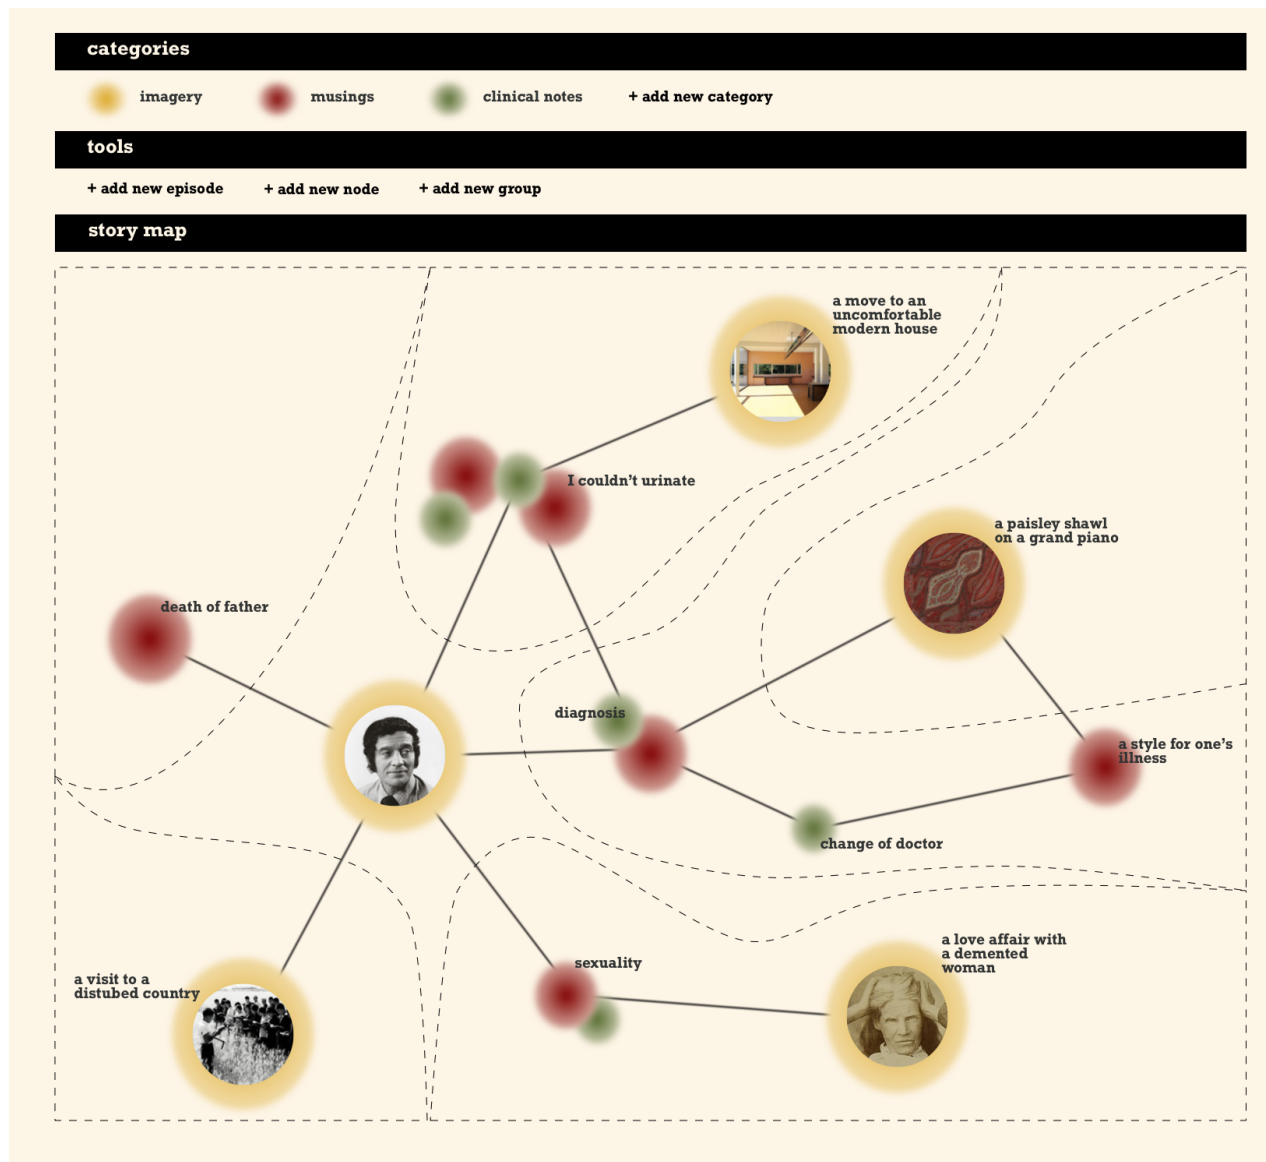 categories
imagery
musings
clinical notes
+ add new category
tools
+ add new episode
+ add new node
+ add new group
story map
a move to an
uncomfortable
modern house
I couldn't urinate
a paisley shawl
on a grand piano
death of father
diagnosis
a style for one's
illness
change of doctor
a love affair with
a demented
woman
sexuality
a visit to a
distubed country